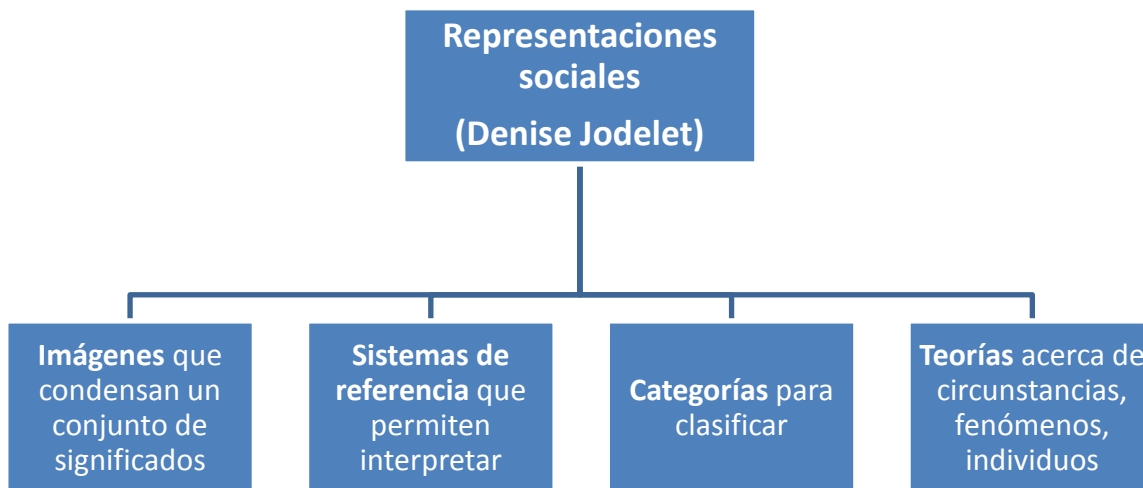 Representaciones
sociales
(Denise Jodelet)
Imágenes que
condensan un
conjunto de
significados
Sistemas de
referencia que
permiten
interpretar
Categorías para
clasificar
Teorías acerca de
circunstancias,
fenómenos,
individuos